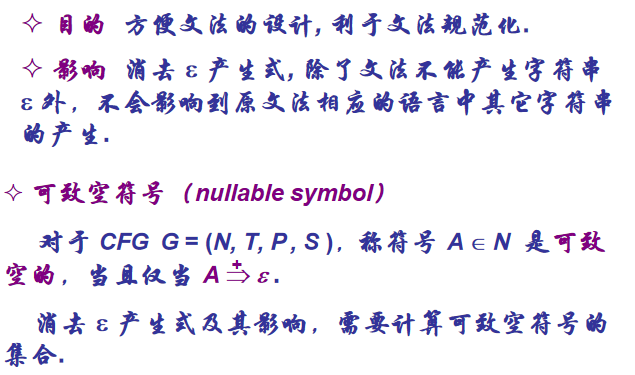 ✧ 目的 方便文法的设计, 利于文法规范化.
✧ 影响 消去 ε 产生式, 除了文法不能产生字符串
ε 外，不会影响到原文法相应的语言中其它字符串
的产生.
✧ 可致空符号（nullable symbol）
对于 CFG G = (N, T, P , S )，称符号 A ∈ N 是可致
空的，当且仅当 A ⇒⁺ ε .
消去 ε 产生式及其影响，需要计算可致空符号的
集合.